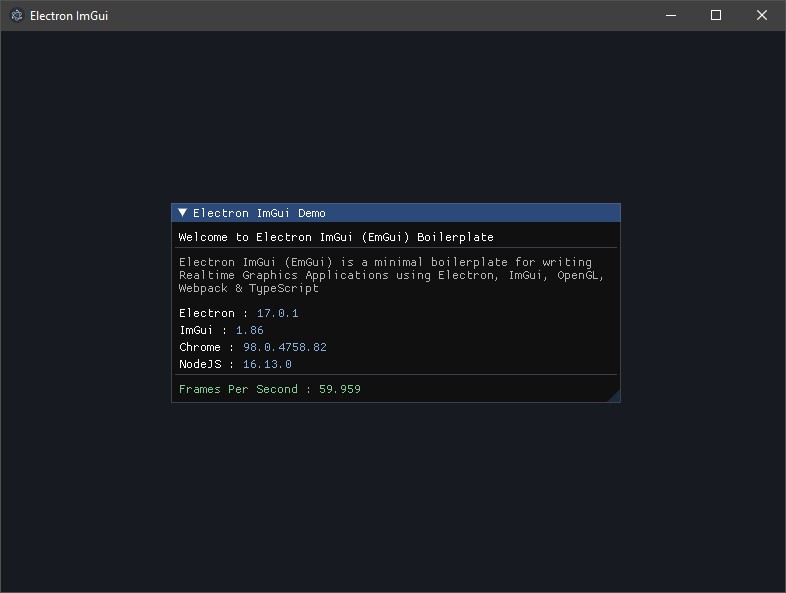 Electron ImGui
Electron ImGui Demo
Welcome to Electron ImGui (EmGui) Boilerplate
Electron ImGui (EmGui) is a minimal boilerplate for writing
Realtime Graphics Applications using Electron, ImGui, OpenGL,
Webpack & TypeScript
Electron : 17.0.1
ImGui : 1.86
Chrome : 98.0.4758.82
NodeJS : 16.13.0
Frames Per Second : 59.959